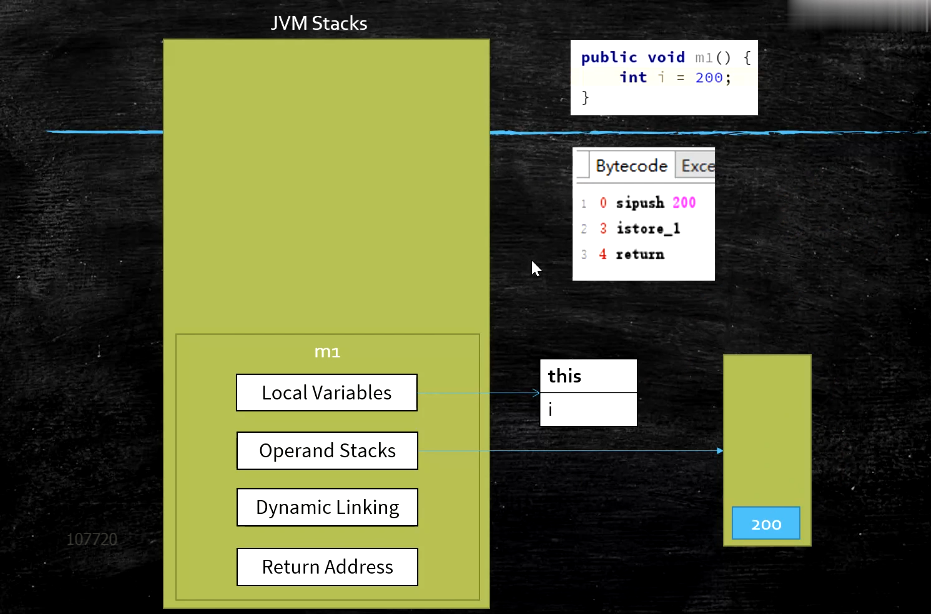 JVM Stacks
public void m1() {
int i = 200;
}
Bytecode Exce
1 0 sipush 200
2 3 istore_1
3 4 return
m1
Local Variables
this
i
Operand Stacks
Dynamic Linking
200
Return Address
107720